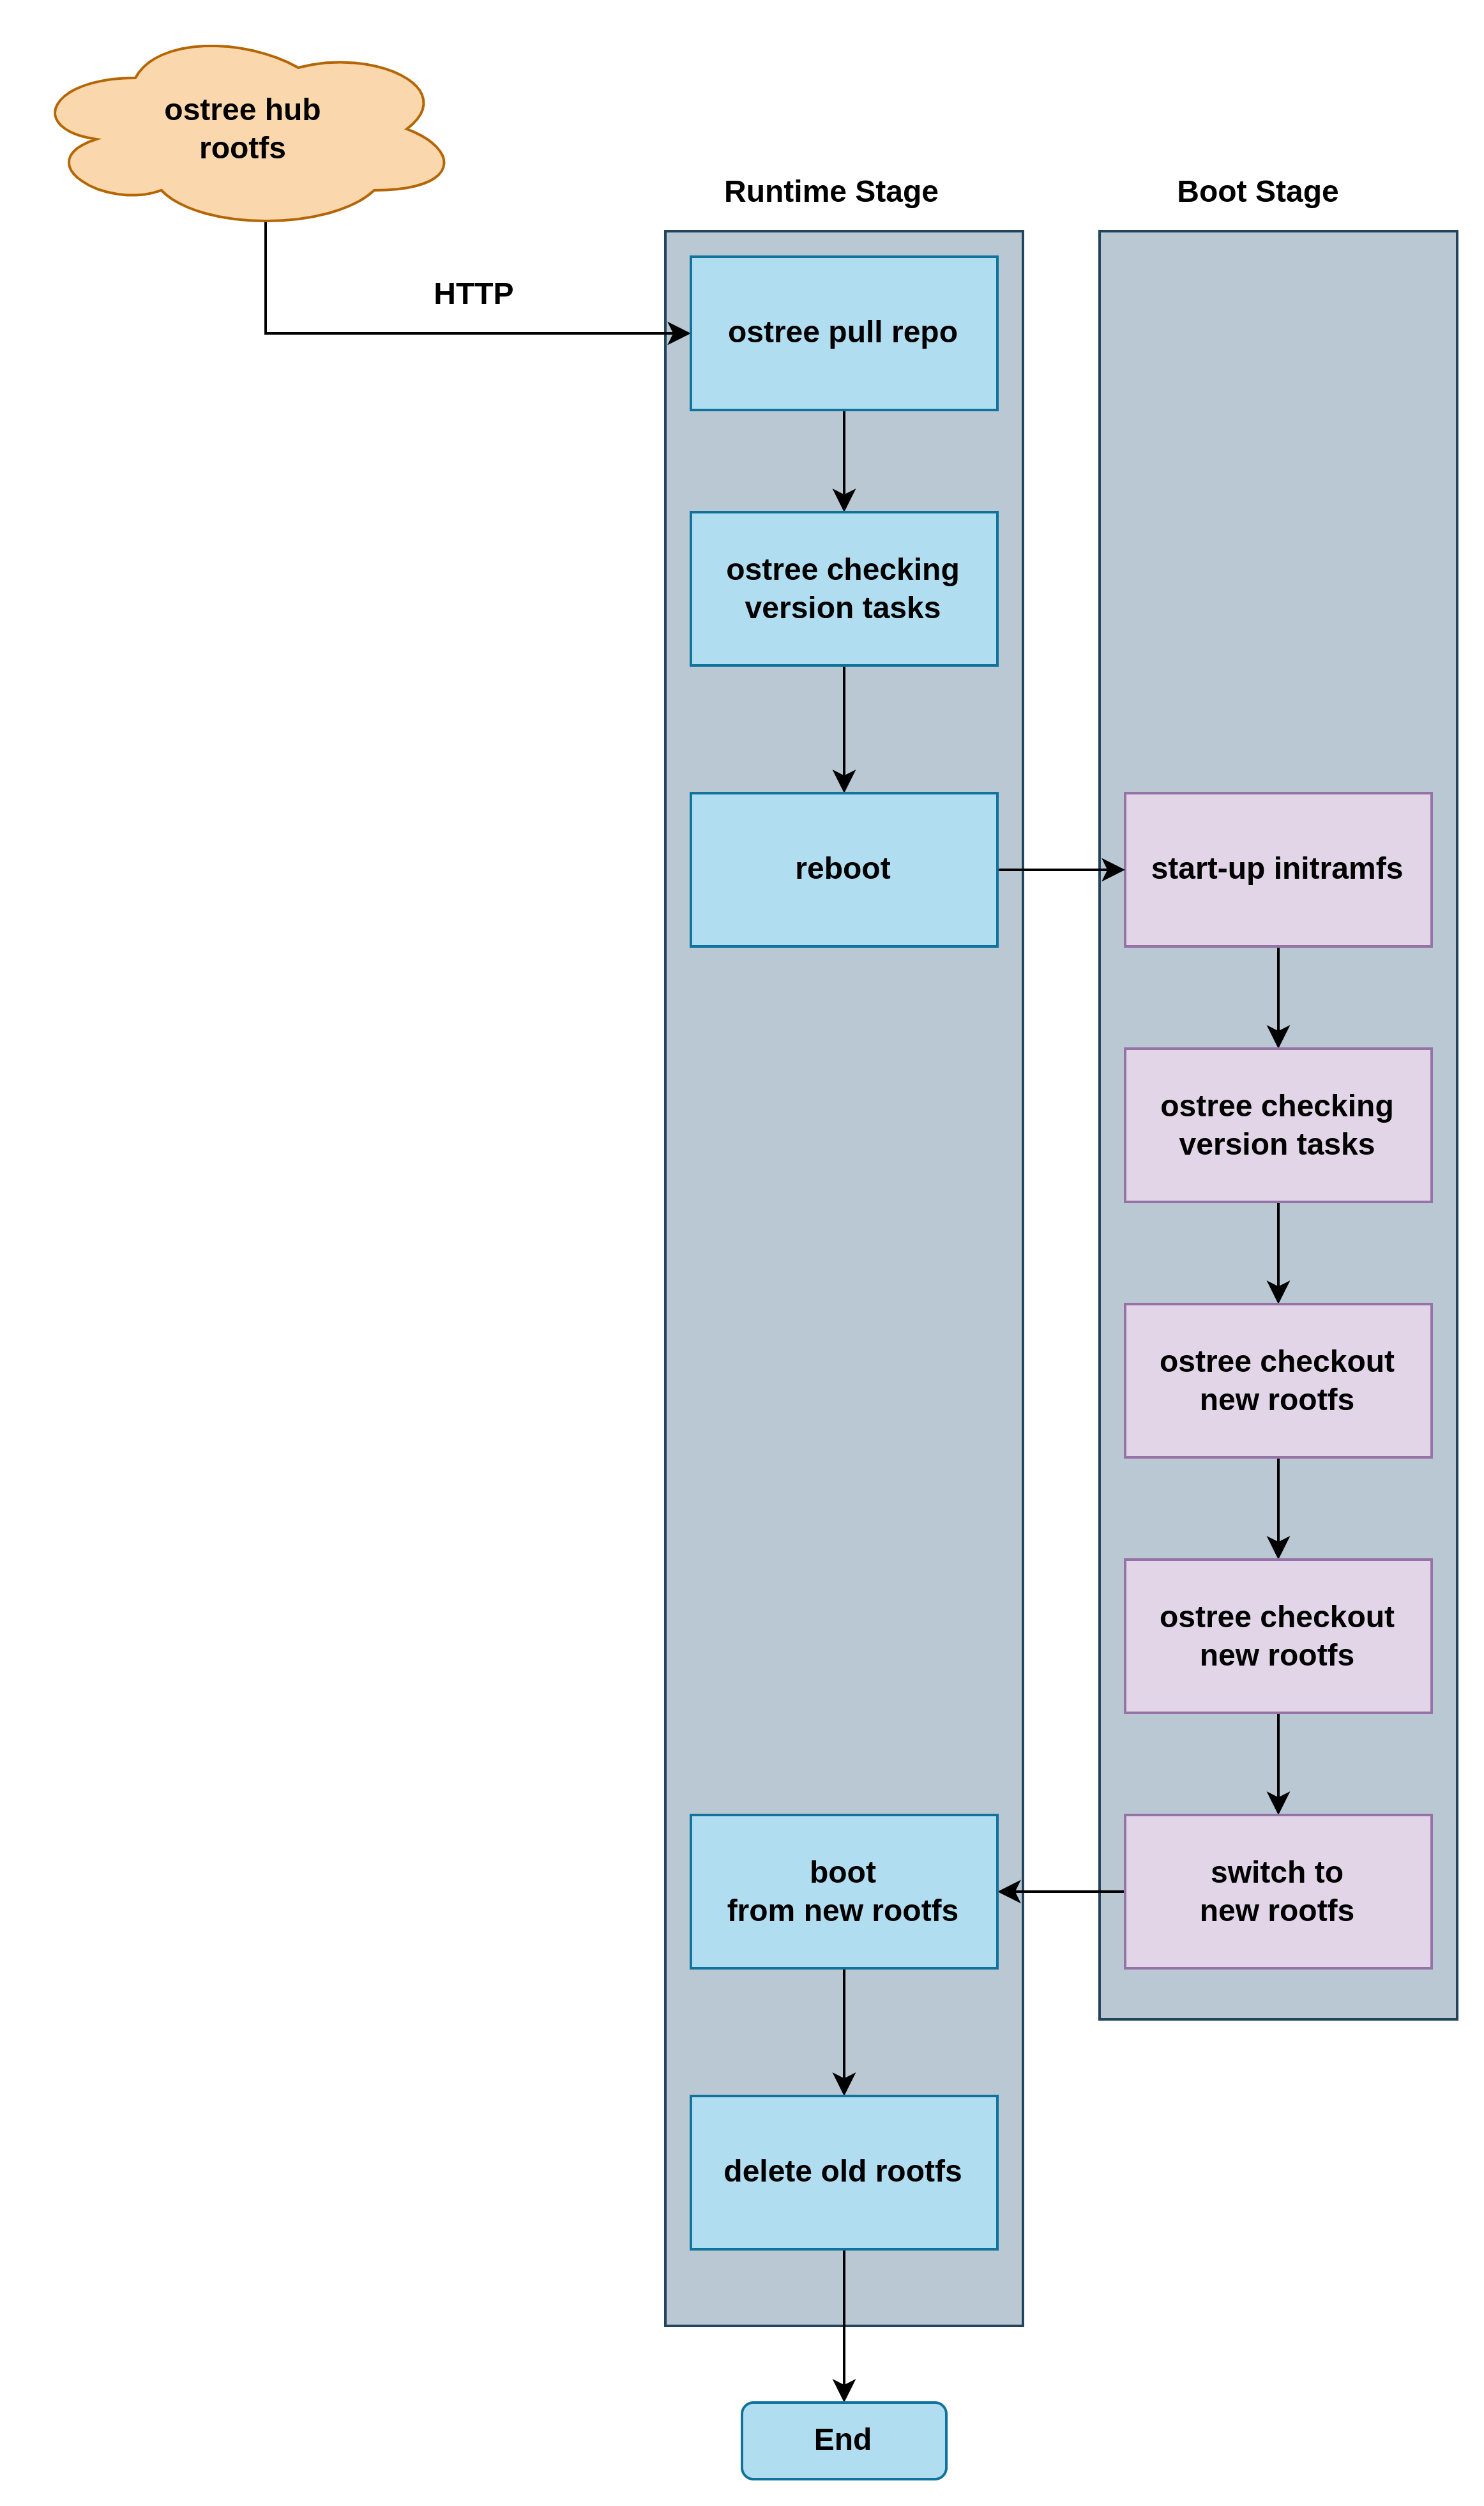 ostree hub
rootfs
Runtime Stage
Boot Stage
HTTP
ostree pull repo
ostree checking
version tasks
reboot
start-up initramfs
ostree checking
version tasks
ostree checkout
new rootfs
ostree checkout
new rootfs
switch to
new rootfs
boot
from new rootfs
delete old rootfs
End